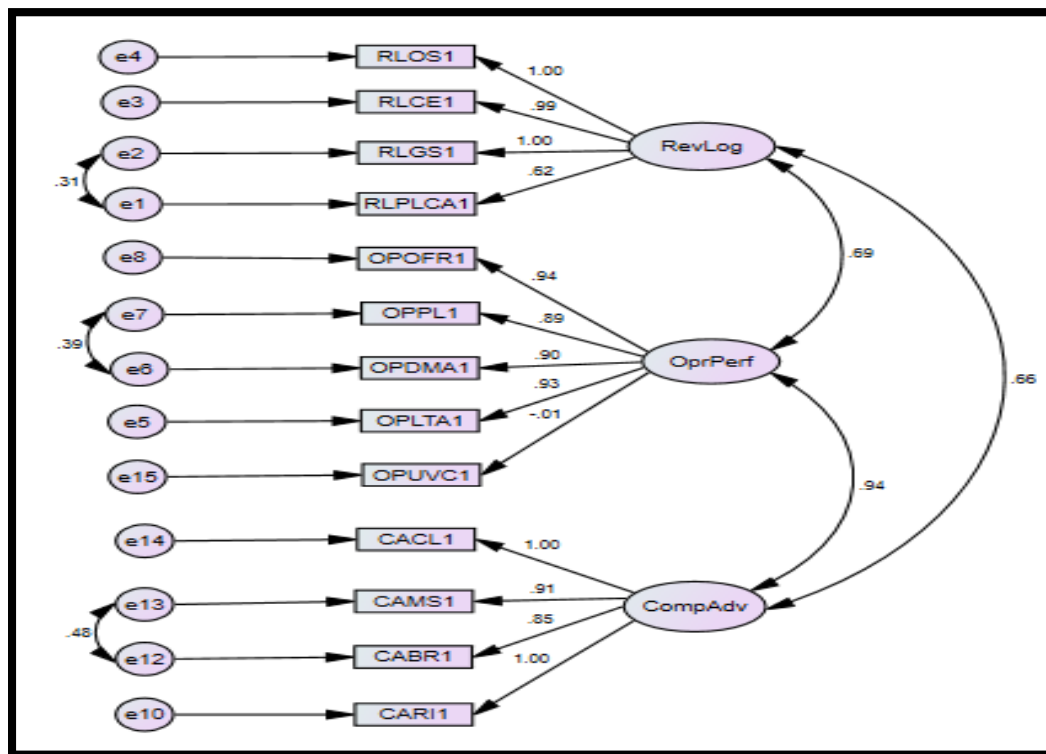 e4 RLOS1
1.00
e3 RLCE1 .99
e2 RLGS1 1.00 RevLog
.31
e1 RLPLCA1 .62
e8 OPOFR1 .69
.94
e7 OPPL1 .89
.39
e6 OPDMA1 .90 OprPerf .66
e5 OPLTA1 .93
-.01
e15 OPUVC1
.94
e14 CACL1 1.00
e13 CAMS1 .91 CompAdv
.48
e12 CABR1 .85
1.00
e10 CARI1